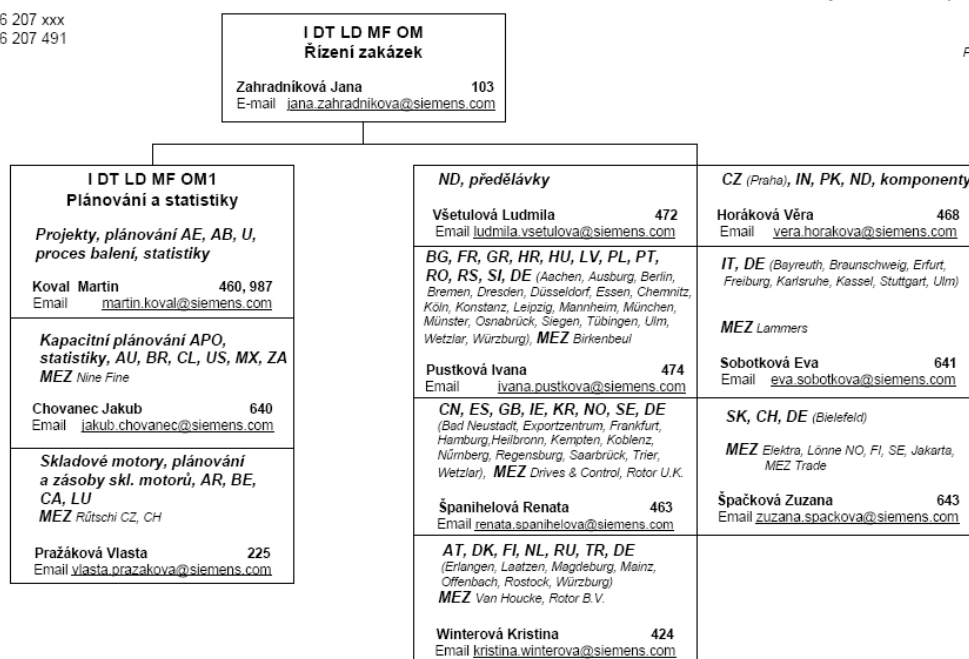 6 207 xxx
6 207 491
I DT LD MF OM
Řízení zakázek
Zahradníková Jana 103
E-mail jana.zahradnikova@siemens.com
I DT LD MF OM1
Plánování a statistiky
Projekty, plánování AE, AB, U,
proces balení, statistiky
Koval Martin 460, 987
Email martin.koval@siemens.com
Kapacitní plánování APO,
statistiky, AU, BR, CL, US, MX, ZA
MEZ Nine Fine
Chovanec Jakub 640
Email jakub.chovanec@siemens.com
Skladové motory, plánování
a zásoby skl. motorů, AR, BE,
CA, LU
MEZ Rűtschi CZ, CH
Pražáková Vlasta 225
Email vlasta.prazakova@siemens.com
ND, předělávky
Všetulová Ludmila 472
Email ludmila.vsetulova@siemens.com
BG, FR, GR, HR, HU, LV, PL, PT,
RO, RS, SI, DE (Aachen, Ausburg, Berlin,
Bremen, Dresden, Düsseldorf, Essen, Chemnitz,
Köln, Konstanz, Leipzig, Mannheim, München,
Münster, Osnabrück, Siegen, Tübingen, Ulm,
Wetzlar, Würzburg), MEZ Birkenbeul
Pustková Ivana 474
Email ivana.pustkova@siemens.com
CN, ES, GB, IE, KR, NO, SE, DE
(Bad Neustadt, Exportzentrum, Frankfurt,
Hamburg,Heilbronn, Kempten, Koblenz,
Nűrnberg, Regensburg, Saarbrück, Trier,
Wetzlar), MEZ Drives & Control, Rotor U.K.
Španihelová Renata 463
Email renata.spanihelova@siemens.com
AT, DK, FI, NL, RU, TR, DE
(Erlangen, Laatzen, Magdeburg, Mainz,
Offenbach, Rostock, Würzburg)
MEZ Van Houcke, Rotor B.V.
Winterová Kristina 424
Email kristina.winterova@siemens.com
CZ (Praha), IN, PK, ND, komponenty
Horáková Věra 468
Email vera.horakova@siemens.com
IT, DE (Bayreuth, Braunschweig, Erfurt,
Freiburg, Karlsruhe, Kassel, Stuttgart, Ulm)
MEZ Lammers
Sobotková Eva 641
Email eva.sobotkova@siemens.com
SK, CH, DE (Bielefeld)
MEZ Elektra, Lönne NO, FI, SE, Jakarta,
MEZ Trade
Špačková Zuzana 643
Email zuzana.spackova@siemens.com